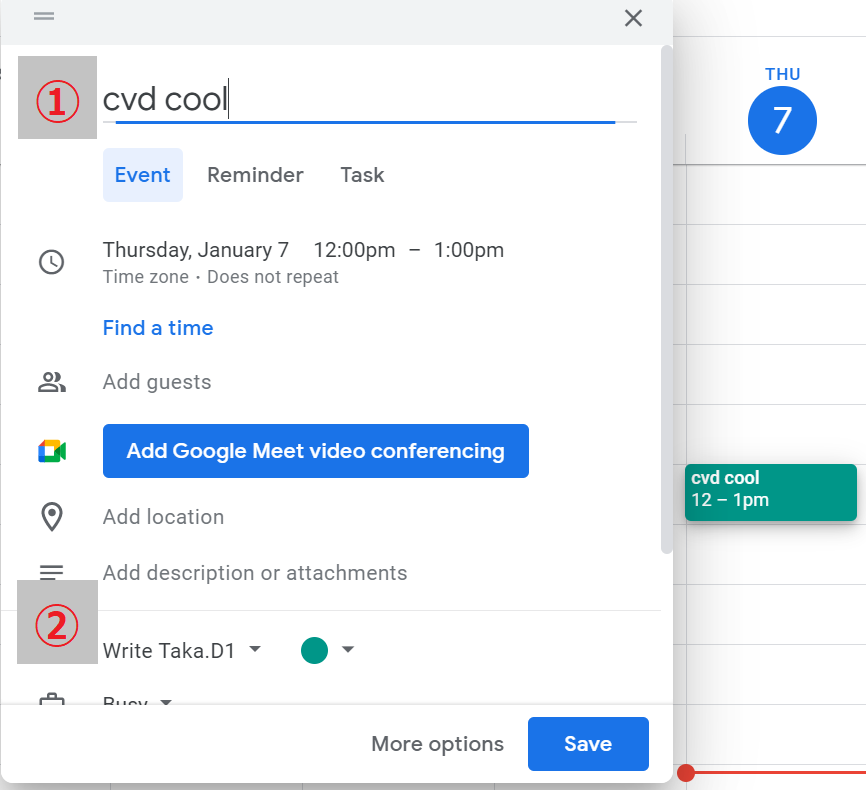 THU
7
① cvd cool
Event Reminder Task
Thursday, January 7 12:00pm – 1:00pm
Time zone · Does not repeat
Find a time
Add guests
Add Google Meet video conferencing
cvd cool
12 – 1pm
Add location
Add description or attachments
② Write Taka.D1
Busy
More options Save